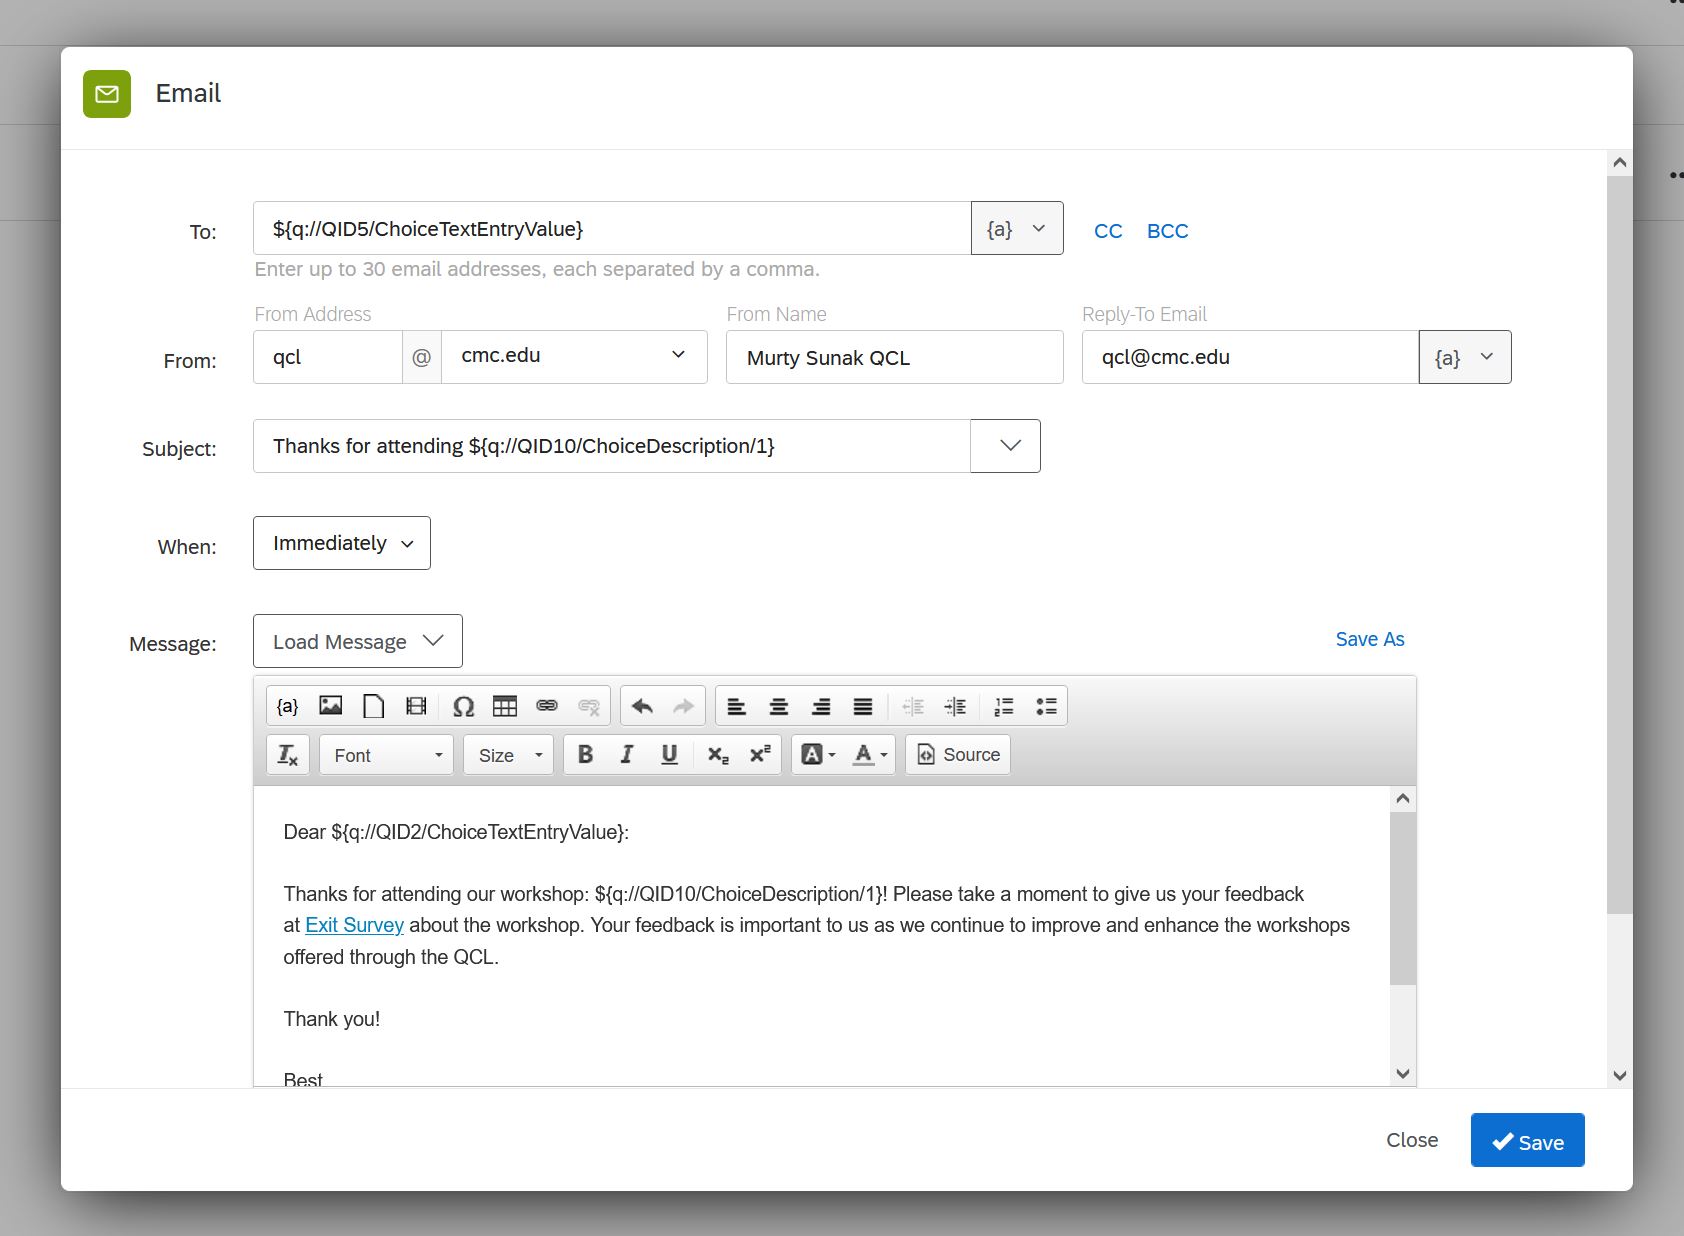 Email
To:
${q://QID5/ChoiceTextEntryValue}
{a}
CC BCC
Enter up to 30 email addresses, each separated by a comma.
From Address From Name Reply-To Email
From:
qcl @ cmc.edu
Murty Sunak QCL
qcl@cmc.edu
{a}
Subject:
Thanks for attending ${q://QID10/ChoiceDescription/1}
When:
Immediately
Message:
Load Message
Save As
{a} Ω
Font Size B I U x₂ x² A A Source
Dear ${q://QID2/ChoiceTextEntryValue}:
Thanks for attending our workshop: ${q://QID10/ChoiceDescription/1}! Please take a moment to give us your feedback
at Exit Survey about the workshop. Your feedback is important to us as we continue to improve and enhance the workshops
offered through the QCL.
Thank you!
Best
Close Save